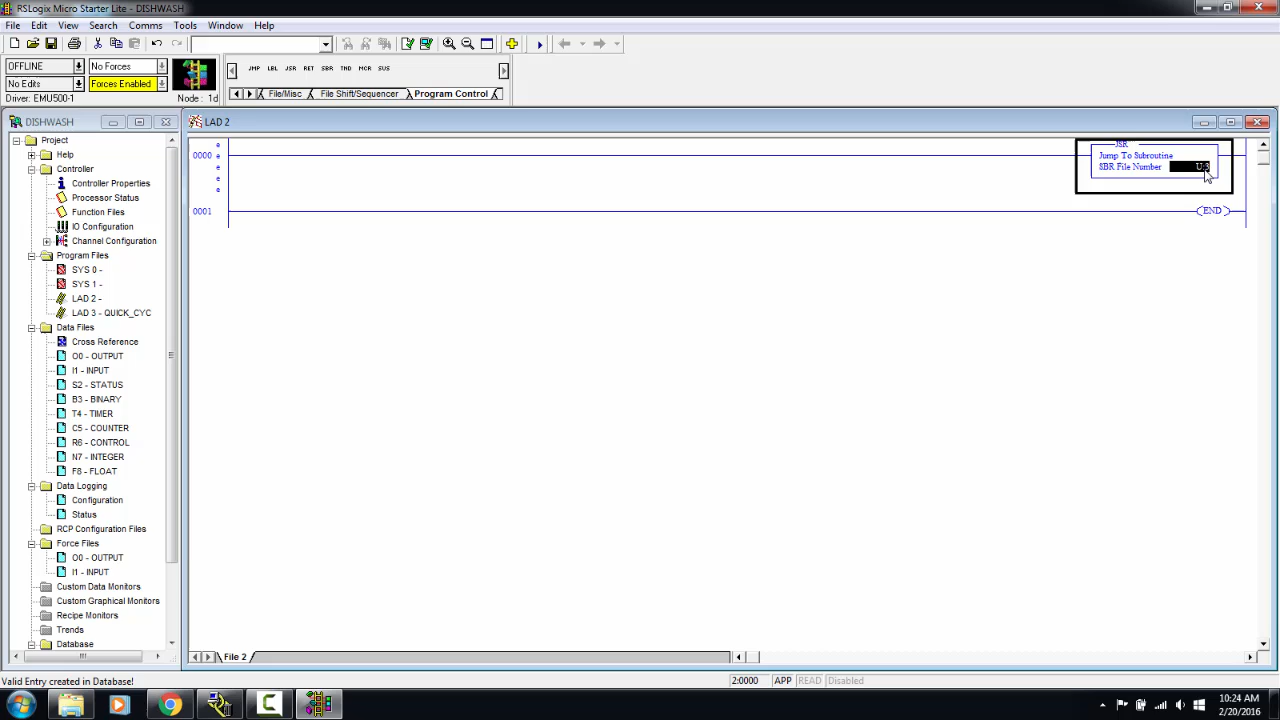 RSLogix Micro Starter Lite - DISHWASH
File Edit View Search Comms Tools Window Help
OFFLINE No Forces
No Edits Forces Enabled
Driver: EMU500-1 Node : 1d
JMP LBL JSR RET SBR TND MCR SUS
File/Misc File Shift/Sequencer Program Control
DISHWASH
Project
Help
Controller
Controller Properties
Processor Status
Function Files
IO Configuration
Channel Configuration
Program Files
SYS 0 -
SYS 1 -
LAD 2 -
LAD 3 - QUICK_CYC
Data Files
Cross Reference
O0 - OUTPUT
I1 - INPUT
S2 - STATUS
B3 - BINARY
T4 - TIMER
C5 - COUNTER
R6 - CONTROL
N7 - INTEGER
F8 - FLOAT
Data Logging
Configuration
Status
RCP Configuration Files
Force Files
O0 - OUTPUT
I1 - INPUT
Custom Data Monitors
Custom Graphical Monitors
Recipe Monitors
Trends
Database
LAD 2
0000
e
e
e
e
JSR
Jump To Subroutine
SBR File Number U:3
0001
END
File 2
Valid Entry created in Database!
2:0000 APP READ Disabled
10:24 AM
2/20/2016